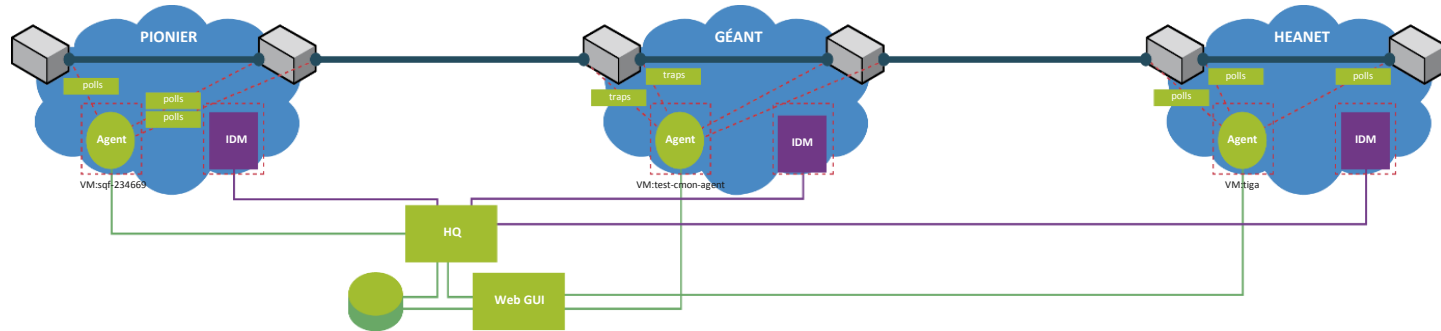 PIONIER
GÉANT
HEANET
polls
polls
polls
Agent
IDM
VM:sqf-234669
traps
traps
Agent
IDM
VM:test-cmon-agent
polls
polls
polls
Agent
IDM
VM:tiga
HQ
Web GUI